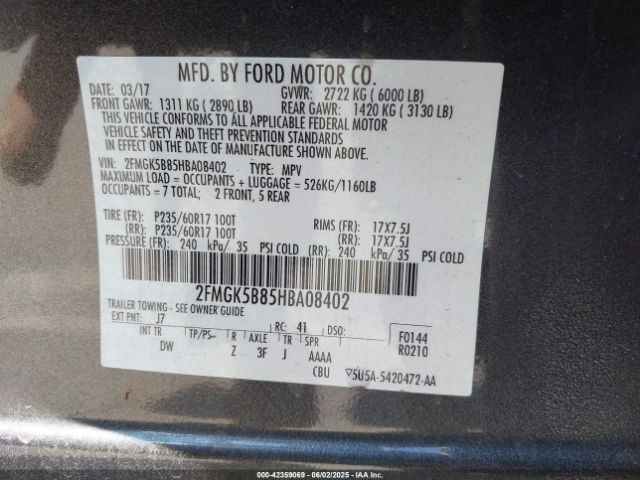 MFD. BY FORD MOTOR CO.
DATE: 03/17 GVWR: 2722 KG ( 6000 LB)
FRONT GAWR: 1311 KG ( 2890 LB) REAR GAWR: 1420 KG ( 3130 LB)
THIS VEHICLE CONFORMS TO ALL APPLICABLE FEDERAL MOTOR
VEHICLE SAFETY AND THEFT PREVENTION STANDARDS
IN EFFECT ON THE DATE OF MANUFACTURE SHOWN ABOVE.
VIN: 2FMGK5B85HBA08402 TYPE: MPV
MAXIMUM LOAD = OCCUPANTS + LUGGAGE = 526KG/1160LB
OCCUPANTS = 7 TOTAL; 2 FRONT, 5 REAR
TIRE (FR): P235/60R17 100T RIMS (FR): 17X7.5J
(RR): P235/60R17 100T (RR): 17X7.5J
PRESSURE (FR): 240 kPa/ 35 PSI COLD (RR): 240 kPa/ 35 PSI COLD
2FMGK5B85HBA08402
TRAILER TOWING - SEE OWNER GUIDE
EXT PNT: J7 RC: 41 DSO: F0144
INT TR TP/PS R AXLE TR SPR R0210
DW Z 3F J AAAA
CBU ▽5U5A-5420472-AA
000-42359069 - 06/02/2025 - IAAI.com